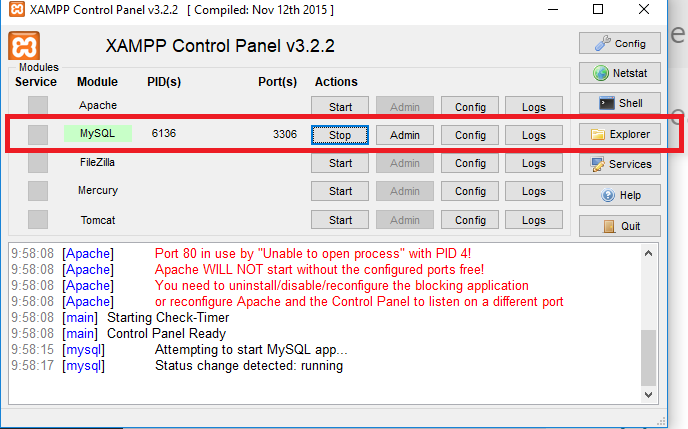 XAMPP Control Panel v3.2.2 [ Compiled: Nov 12th 2015 ]
XAMPP Control Panel v3.2.2
Config
Modules
Service Module PID(s) Port(s) Actions
Netstat
Apache Start Admin Config Logs
Shell
MySQL 6136 3306 Stop Admin Config Logs
Explorer
FileZilla Start Admin Config Logs
Services
Mercury Start Admin Config Logs
Help
Tomcat Start Admin Config Logs
Quit
9:58:08 [Apache] Port 80 in use by "Unable to open process" with PID 4!
9:58:08 [Apache] Apache WILL NOT start without the configured ports free!
9:58:08 [Apache] You need to uninstall/disable/reconfigure the blocking application
9:58:08 [Apache] or reconfigure Apache and the Control Panel to listen on a different port
9:58:08 [main] Starting Check-Timer
9:58:08 [main] Control Panel Ready
9:58:15 [mysql] Attempting to start MySQL app...
9:58:17 [mysql] Status change detected: running